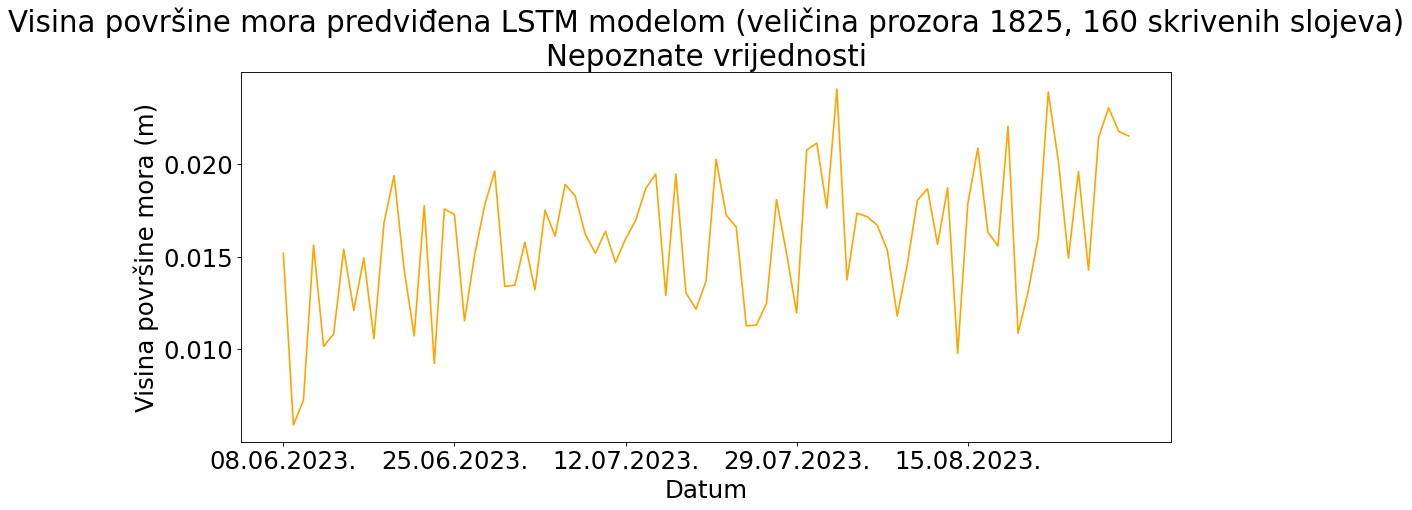 Visina površine mora predviđena LSTM modelom (veličina prozora 1825, 160 skrivenih slojeva)
Nepoznate vrijednosti
Visina površine mora (m)
0.020
0.015
0.010
08.06.2023. 25.06.2023. 12.07.2023. 29.07.2023. 15.08.2023.
Datum